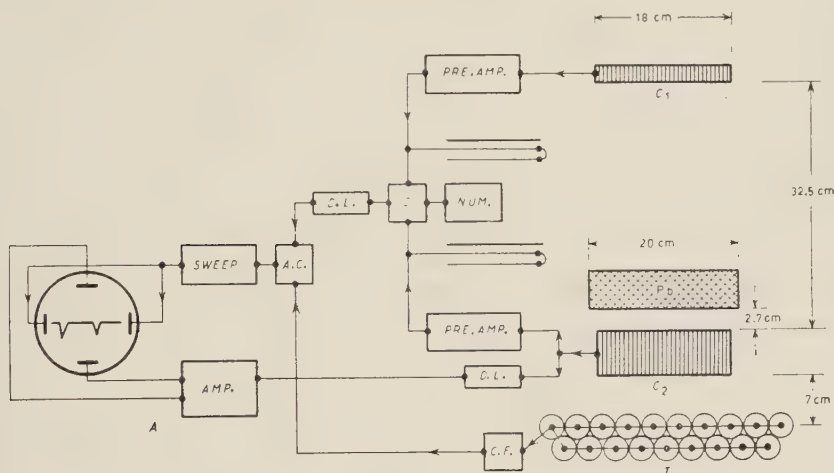 18 cm
PRE.AMP.
C1
32.5 cm
D.L.
NUM.
20 cm
SWEEP
A.C.
Pb
2.7 cm
PRE.AMP.
C2
AMP.
D.L.
7 cm
A
C.F.